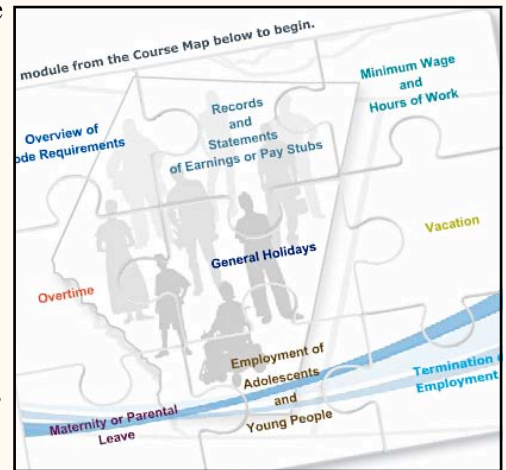 module from the Course Map below to begin.
Overview of
ode Requirements
Records
and
Statements
of Earnings or Pay Stubs
Minimum Wage
and
Hours of Work
Overtime
General Holidays
Vacation
Maternity or Parental
Leave
Employment of
Adolescents
and
Young People
Termination
Employment